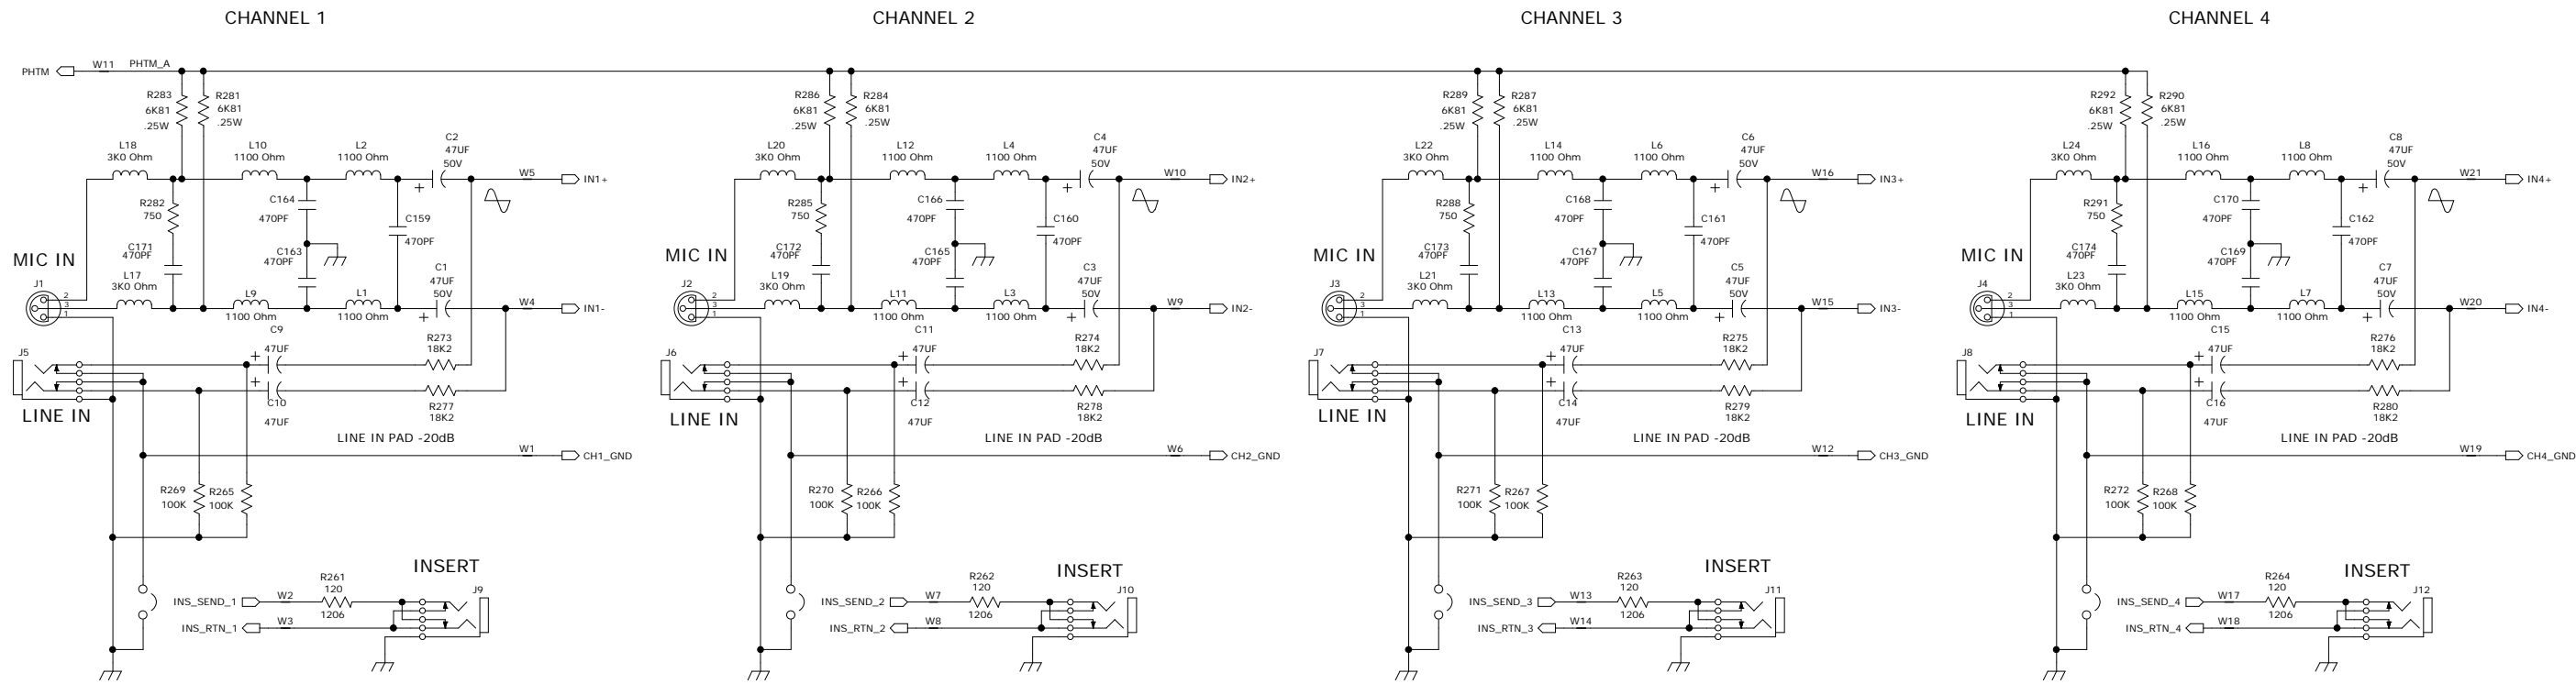 CHANNEL 1
PHTM
W11
PHTM_A
R283
6K81
.25W
R281
6K81
.25W
L18
3K0 Ohm
L10
1100 Ohm
L2
1100 Ohm
C2
47UF
50V
+
W5
IN1+
R282
750
C164
470PF
C159
470PF
C171
470PF
C163
470PF
MIC IN
J1
2
3
1
L17
3K0 Ohm
L9
1100 Ohm
L1
1100 Ohm
C1
47UF
50V
+
W4
IN1-
C9
47UF
+
R273
18K2
J5
+
C10
47UF
R277
18K2
LINE IN
LINE IN PAD -20dB
W1
CH1_GND
R269
100K
R265
100K
INSERT
R261
120
1206
INS_SEND_1
W2
INS_RTN_1
W3
J9
CHANNEL 2
R286
6K81
.25W
R284
6K81
.25W
L20
3K0 Ohm
L12
1100 Ohm
L4
1100 Ohm
C4
47UF
50V
+
W10
IN2+
R285
750
C166
470PF
C160
470PF
C172
470PF
C165
470PF
MIC IN
J2
2
3
1
L19
3K0 Ohm
L11
1100 Ohm
L3
1100 Ohm
C3
47UF
50V
+
W9
IN2-
C11
47UF
+
R274
18K2
J6
+
C12
47UF
R278
18K2
LINE IN
LINE IN PAD -20dB
W6
CH2_GND
R270
100K
R266
100K
INSERT
R262
120
1206
INS_SEND_2
W7
INS_RTN_2
W8
J10
CHANNEL 3
R289
6K81
.25W
R287
6K81
.25W
L22
3K0 Ohm
L14
1100 Ohm
L6
1100 Ohm
C6
47UF
50V
+
W16
IN3+
R288
750
C168
470PF
C161
470PF
C173
470PF
C167
470PF
MIC IN
J3
2
3
1
L21
3K0 Ohm
L13
1100 Ohm
L5
1100 Ohm
C5
47UF
50V
+
W15
IN3-
C13
47UF
+
R275
18K2
J7
+
C14
47UF
R279
18K2
LINE IN
LINE IN PAD -20dB
W12
CH3_GND
R271
100K
R267
100K
INSERT
R263
120
1206
INS_SEND_3
W13
INS_RTN_3
W14
J11
CHANNEL 4
R292
6K81
.25W
R290
6K81
.25W
L24
3K0 Ohm
L16
1100 Ohm
L8
1100 Ohm
C8
47UF
50V
+
W21
IN4+
R291
750
C170
470PF
C162
470PF
C174
470PF
C169
470PF
MIC IN
J4
2
3
1
L23
3K0 Ohm
L15
1100 Ohm
L7
1100 Ohm
C7
47UF
50V
+
W20
IN4-
C15
47UF
+
R276
18K2
J8
+
C16
47UF
R280
18K2
LINE IN
LINE IN PAD -20dB
W19
CH4_GND
R272
100K
R268
100K
INSERT
R264
120
1206
INS_SEND_4
W17
INS_RTN_4
W18
J12